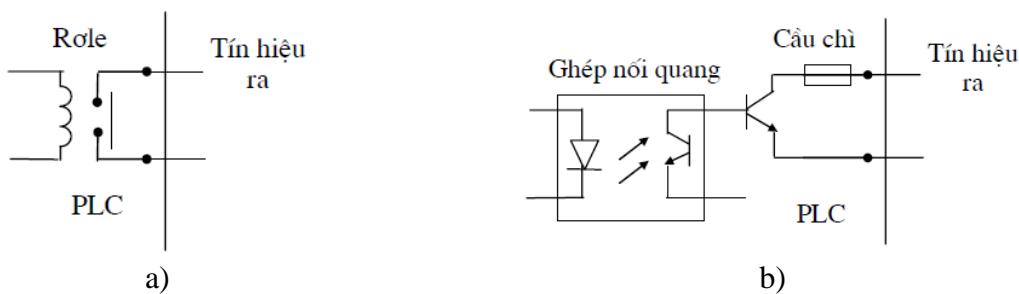 Rơle
Tín hiệu
ra
PLC
a)
Ghép nối quang
Cầu chì
Tín hiệu
ra
PLC
b)